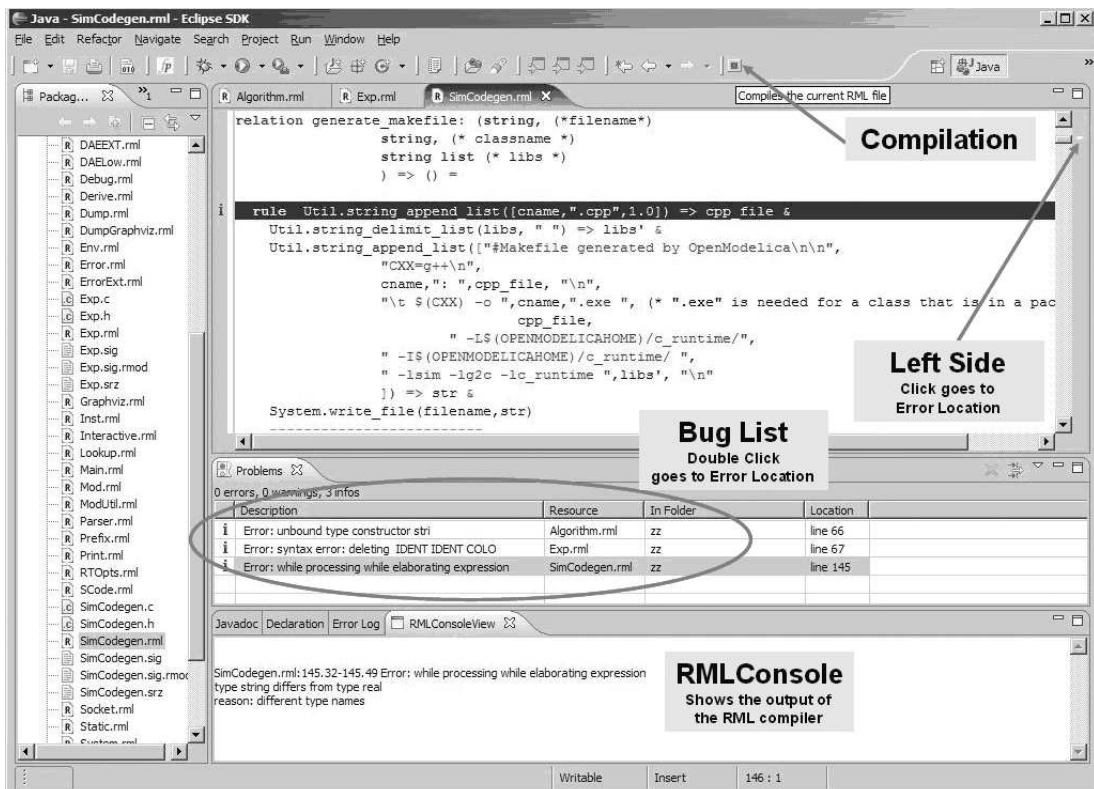 Java - SimCodegen.rml - Eclipse SDK
File Edit Refactor Navigate Search Project Run Window Help
Java
Packag...
Algorithm.rml
Exp.rml
SimCodegen.rml
Compiles the current RML file
Compilation
DAEEXT.rml
DAELow.rml
Debug.rml
Derive.rml
Dump.rml
DumpGraphviz.rml
Env.rml
Error.rml
ErrorExt.rml
Exp.c
Exp.h
Exp.rml
Exp.sig
Exp.sig.rmod
Exp.srz
Graphviz.rml
Inst.rml
Interactive.rml
Lookup.rml
Main.rml
Mod.rml
ModUtil.rml
Parser.rml
Prefix.rml
Print.rml
RTOpts.rml
SCode.rml
SimCodegen.c
SimCodegen.h
SimCodegen.rml
SimCodegen.sig
SimCodegen.sig.rmod
SimCodegen.srz
Socket.rml
Static.rml
relation generate_makefile: (string, (*filename*)
string, (* classname *)
string list (* libs *)
) => () =
rule Util.string_append_list([cname,".cpp",1.0]) => cpp_file &
Util.string_delimit_list(libs, " ") => libs' &
Util.string_append_list(["#Makefile generated by OpenModelica\n\n",
"CXX=g++\n",
cname,": ",cpp_file, "\n",
"\t $(CXX) -o ",cname,".exe ", (* ".exe" is needed for a class that is in a pac
cpp_file,
" -L$(OPENMODELICAHOME)/c_runtime/",
" -I$(OPENMODELICAHOME)/c_runtime/ ",
" -lsim -lg2c -lc_runtime ",libs', "\n"
]) => str &
System.write_file(filename,str)
--------------------------
Left Side
Click goes to
Error Location
Bug List
Double Click
goes to Error Location
Problems
0 errors, 0 warnings, 3 infos
Description Resource In Folder Location
Error: unbound type constructor stri Algorithm.rml zz line 66
Error: syntax error: deleting IDENT IDENT COLO Exp.rml zz line 67
Error: while processing while elaborating expression SimCodegen.rml zz line 145
Javadoc Declaration Error Log RMLConsoleView
SimCodegen.rml:145.32-145.49 Error: while processing while elaborating expression
type string differs from type real
reason: different type names
RMLConsole
Shows the output of
the RML compiler
Writable Insert 146 : 1